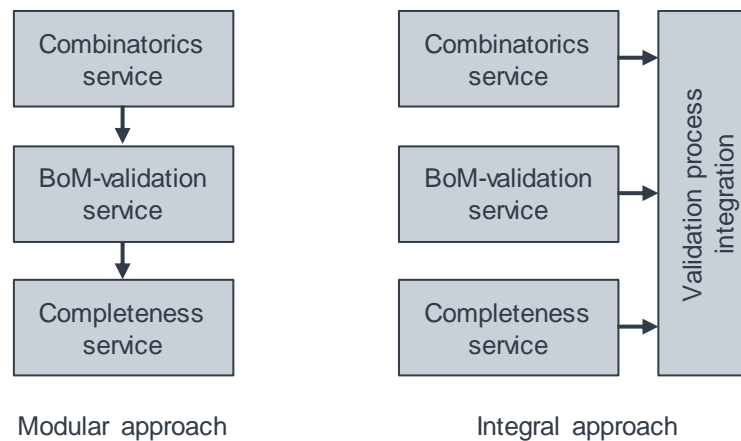 Combinatorics
service
BoM-validation
service
Completeness
service
Modular approach
Combinatorics
service
BoM-validation
service
Completeness
service
Validation process
integration
Integral approach